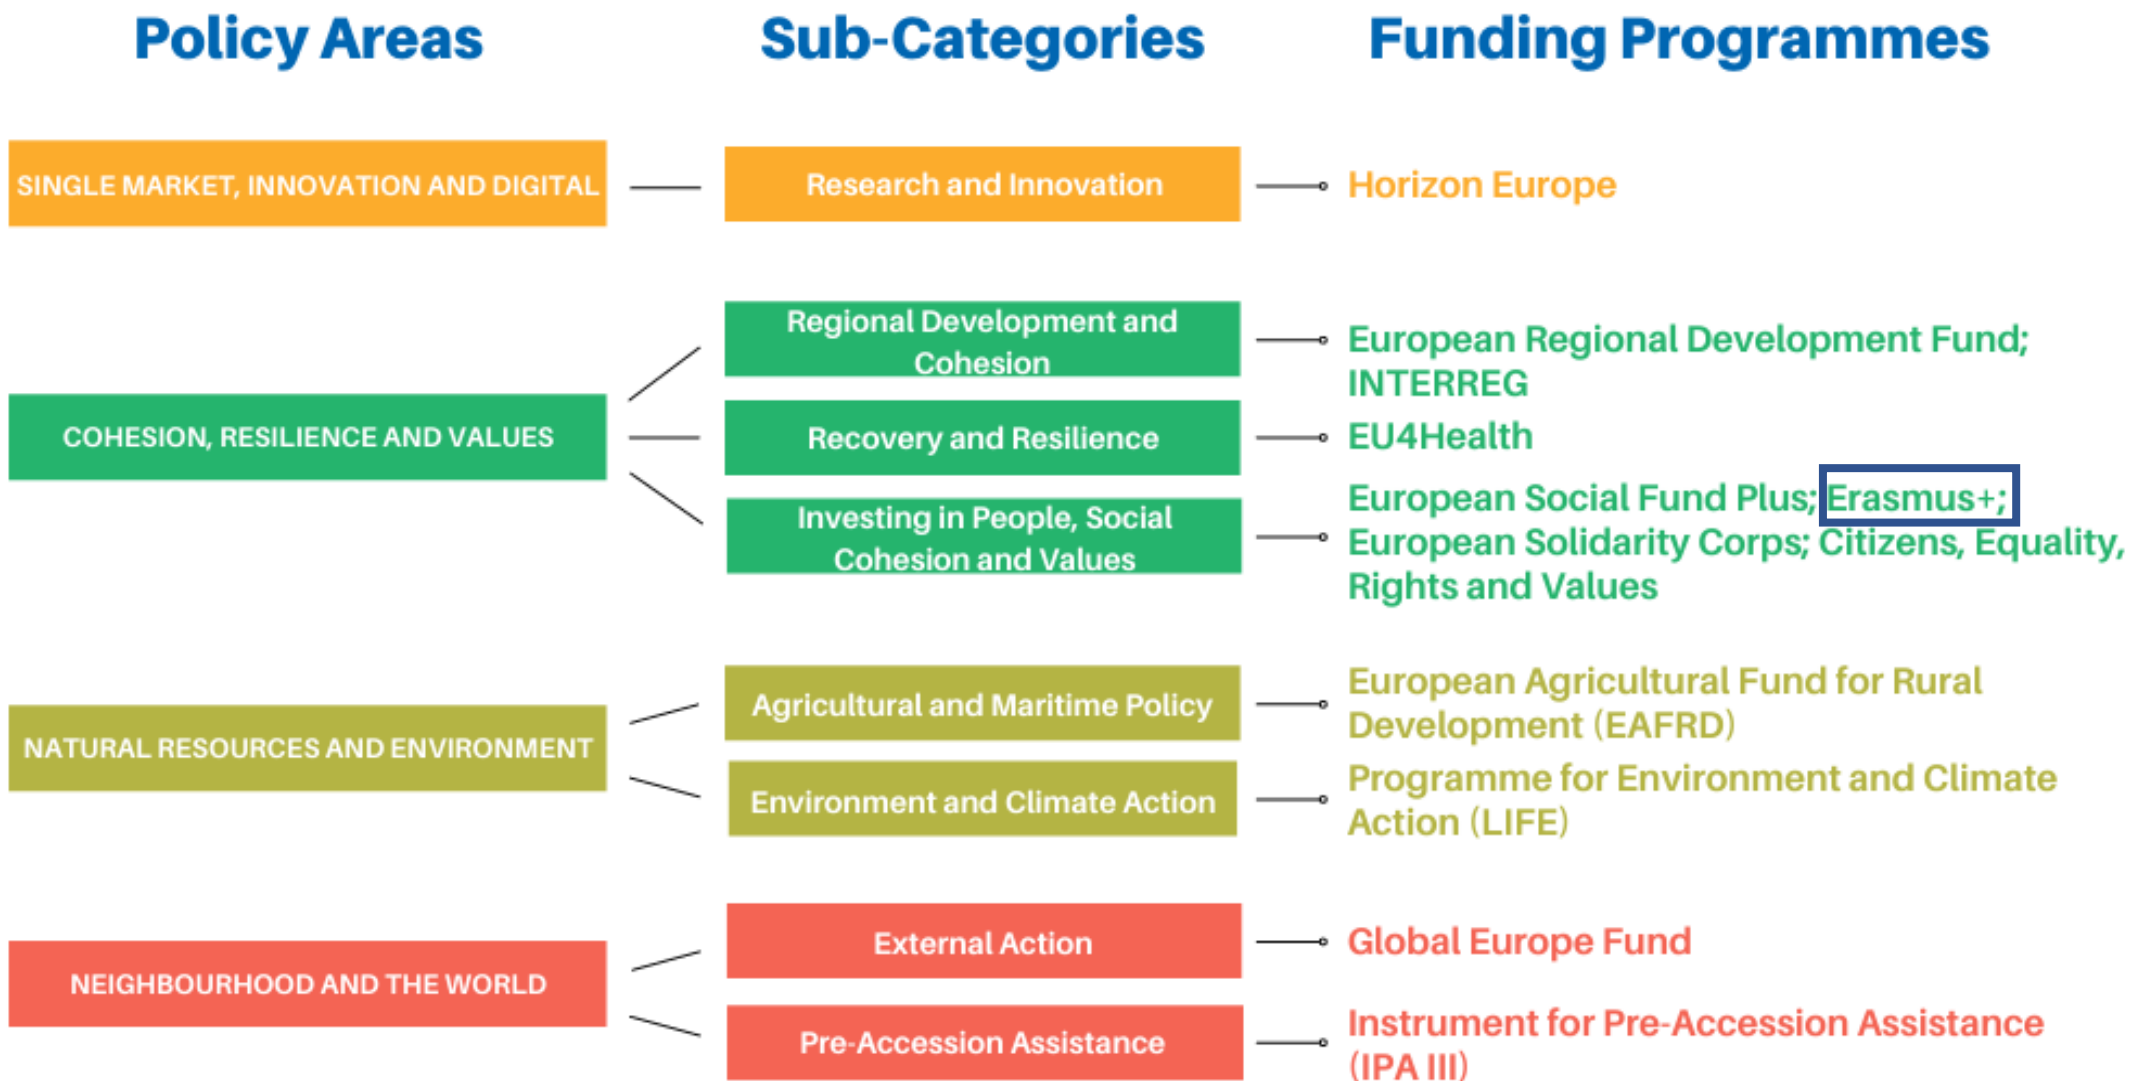 Policy Areas
Sub-Categories
Funding Programmes
SINGLE MARKET, INNOVATION AND DIGITAL
Research and Innovation
Horizon Europe
COHESION, RESILIENCE AND VALUES
Regional Development and
Cohesion
European Regional Development Fund;
INTERREG
Recovery and Resilience
EU4Health
Investing in People, Social
Cohesion and Values
European Social Fund Plus; Erasmus+;
European Solidarity Corps; Citizens, Equality,
Rights and Values
NATURAL RESOURCES AND ENVIRONMENT
Agricultural and Maritime Policy
European Agricultural Fund for Rural
Development (EAFRD)
Environment and Climate Action
Programme for Environment and Climate
Action (LIFE)
NEIGHBOURHOOD AND THE WORLD
External Action
Global Europe Fund
Pre-Accession Assistance
Instrument for Pre-Accession Assistance
(IPA III)